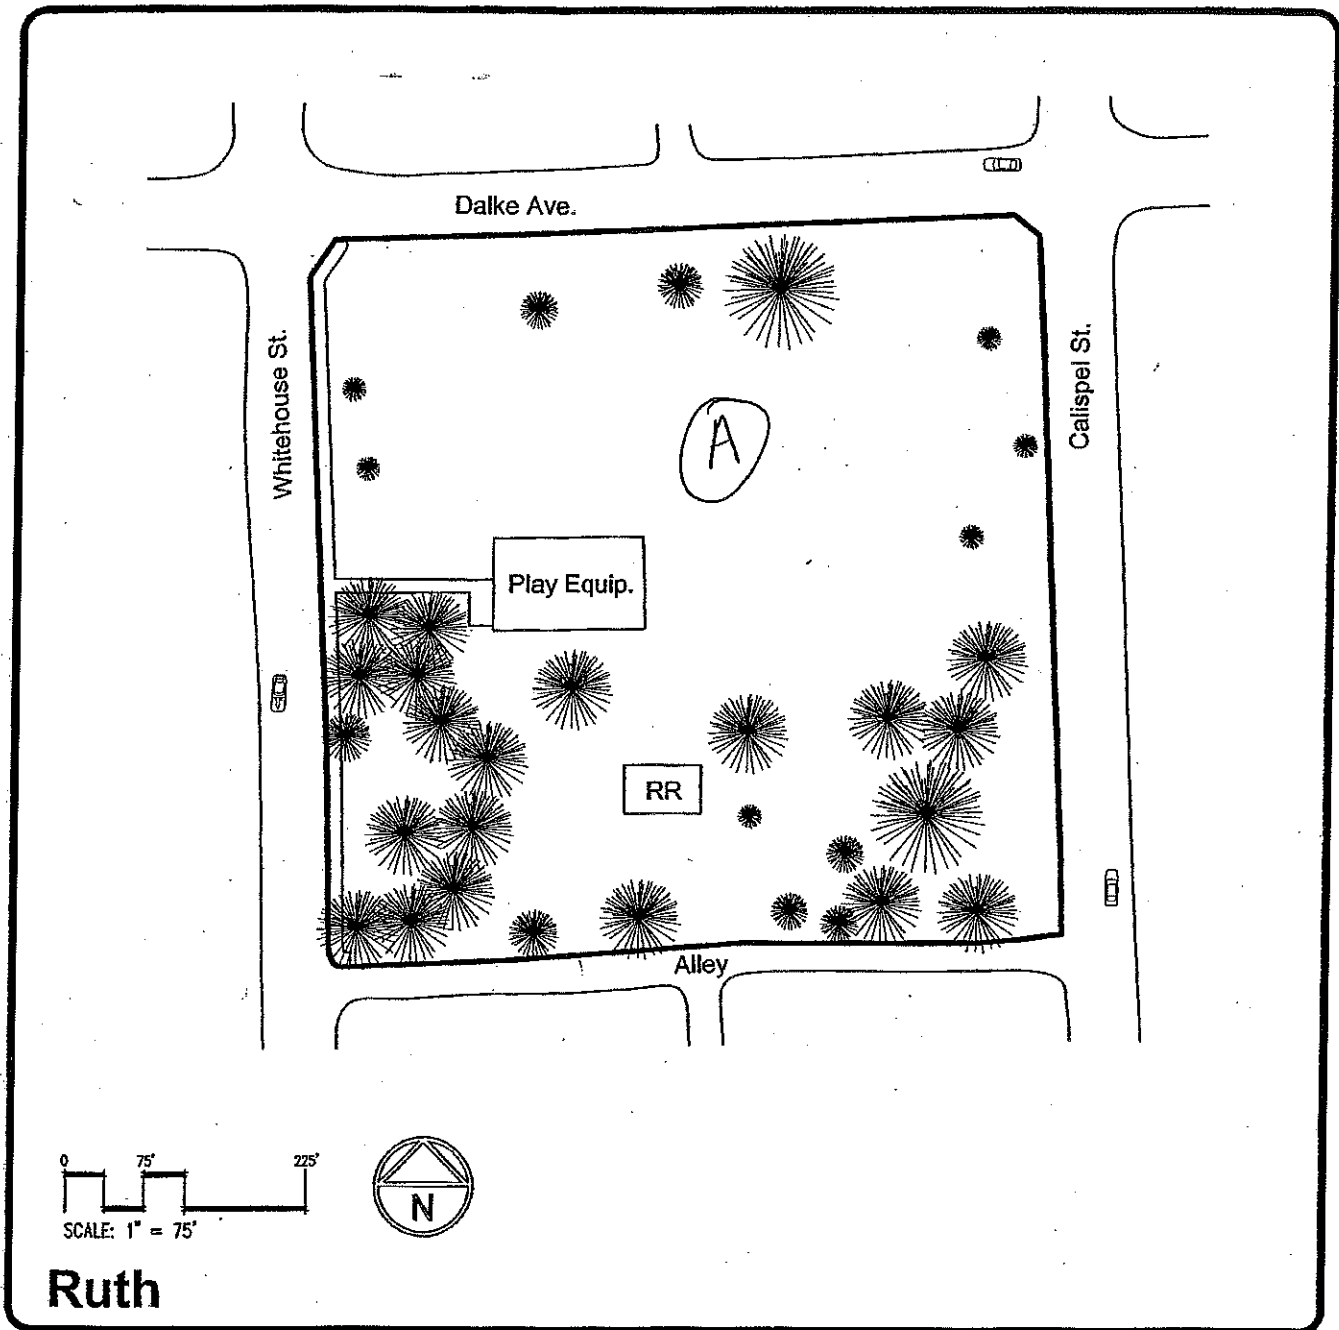 Dalke Ave.
Whitehouse St.
Calispel St.
A
Play Equip.
RR
Alley
0 75' 225'
SCALE: 1" = 75'
N
Ruth